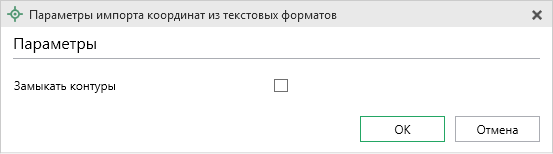 Параметры импорта координат из текстовых форматов
Параметры
Замыкать контуры
ОК
Отмена